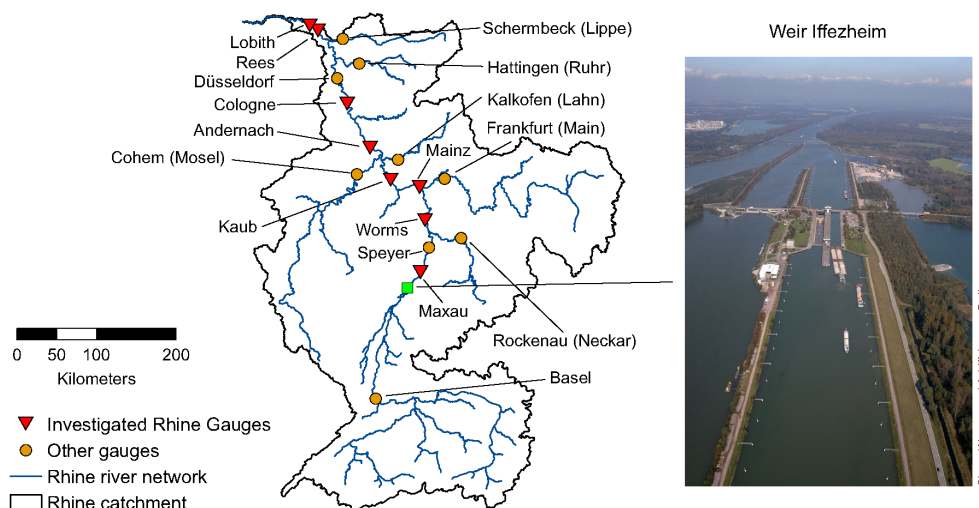 Weir Iffezheim
Lobith
Rees
Düsseldorf
Cologne
Andernach
Cohem (Mosel)
Kaub
Schermbeck (Lippe)
Hattingen (Ruhr)
Kalkofen (Lahn)
Frankfurt (Main)
Mainz
Worms
Speyer
Maxau
Rockenau (Neckar)
Basel
0 50 100 200
Kilometers
Investigated Rhine Gauges
Other gauges
Rhine river network
Rhine catchment